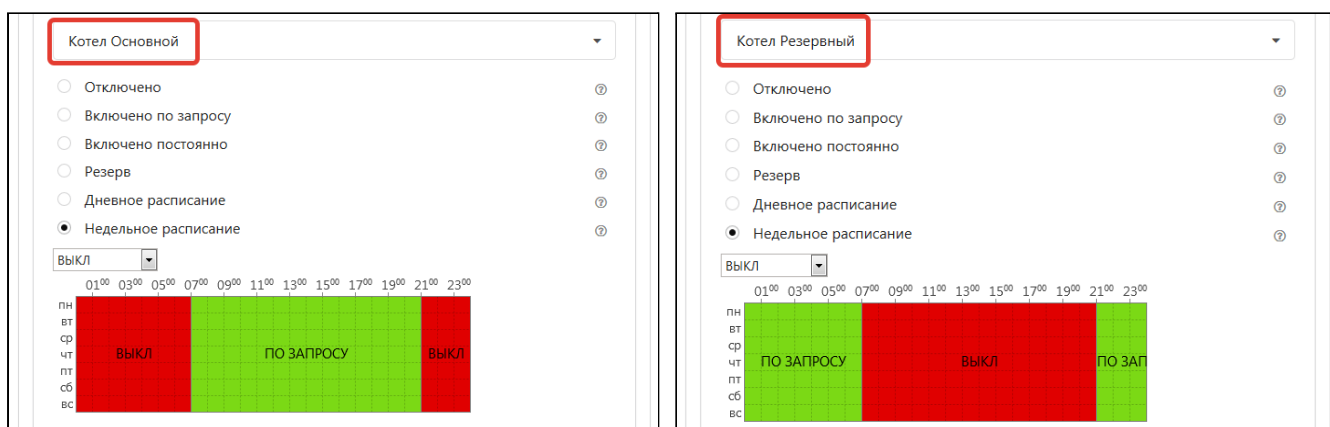 Котел Основной
Отключено
Включено по запросу
Включено постоянно
Резерв
Дневное расписание
Недельное расписание
ВЫКЛ
01⁰⁰ 03⁰⁰ 05⁰⁰ 07⁰⁰ 09⁰⁰ 11⁰⁰ 13⁰⁰ 15⁰⁰ 17⁰⁰ 19⁰⁰ 21⁰⁰ 23⁰⁰
пн
вт
ср
чт ВЫКЛ ПО ЗАПРОСУ ВЫКЛ
пт
сб
вс
Котел Резервный
Отключено
Включено по запросу
Включено постоянно
Резерв
Дневное расписание
Недельное расписание
ВЫКЛ
01⁰⁰ 03⁰⁰ 05⁰⁰ 07⁰⁰ 09⁰⁰ 11⁰⁰ 13⁰⁰ 15⁰⁰ 17⁰⁰ 19⁰⁰ 21⁰⁰ 23⁰⁰
пн
вт
ср
чт ПО ЗАПРОСУ ВЫКЛ ПО ЗАП
пт
сб
вс